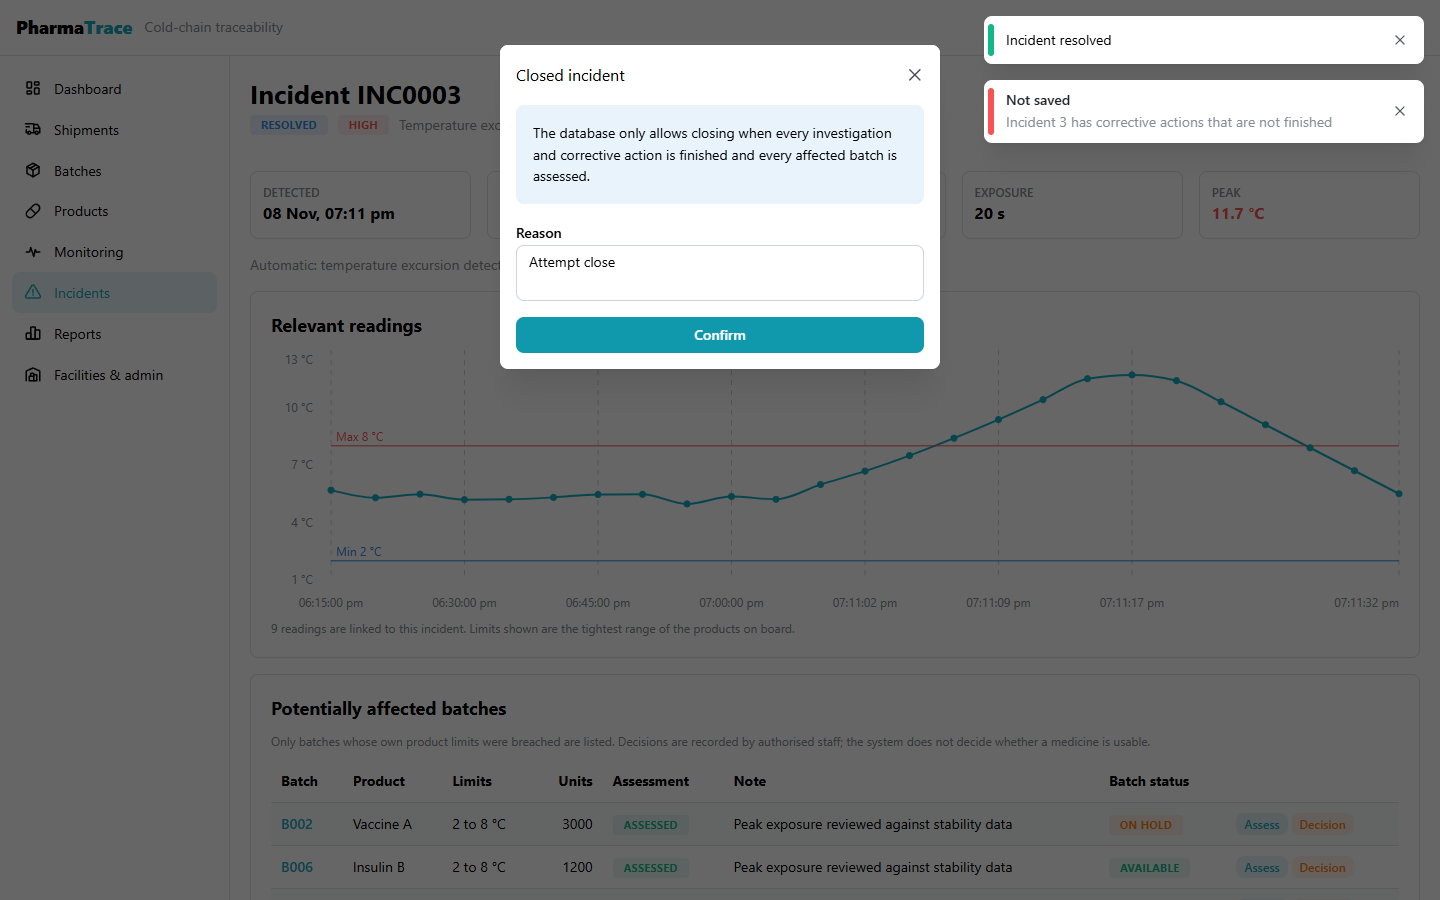 PharmaTrace Cold-chain traceability
Dashboard
Shipments
Batches
Products
Monitoring
Incidents
Reports
Facilities & admin
Incident INC0003
RESOLVED HIGH Temperature exc
DETECTED
08 Nov, 07:11 pm
EXPOSURE
20 s
PEAK
11.7 °C
Automatic: temperature excursion detect
Closed incident
The database only allows closing when every investigation
and corrective action is finished and every affected batch is
assessed.
Reason
Attempt close
Confirm
Incident resolved
Not saved
Incident 3 has corrective actions that are not finished
Relevant readings
13 °C
10 °C
Max 8 °C
7 °C
4 °C
Min 2 °C
1 °C
06:15:00 pm 06:30:00 pm 06:45:00 pm 07:00:00 pm 07:11:02 pm 07:11:09 pm 07:11:17 pm 07:11:32 pm
9 readings are linked to this incident. Limits shown are the tightest range of the products on board.
Potentially affected batches
Only batches whose own product limits were breached are listed. Decisions are recorded by authorised staff; the system does not decide whether a medicine is usable.
Batch Product Limits Units Assessment Note Batch status
B002 Vaccine A 2 to 8 °C 3000 ASSESSED Peak exposure reviewed against stability data ON HOLD Assess Decision
B006 Insulin B 2 to 8 °C 1200 ASSESSED Peak exposure reviewed against stability data AVAILABLE Assess Decision